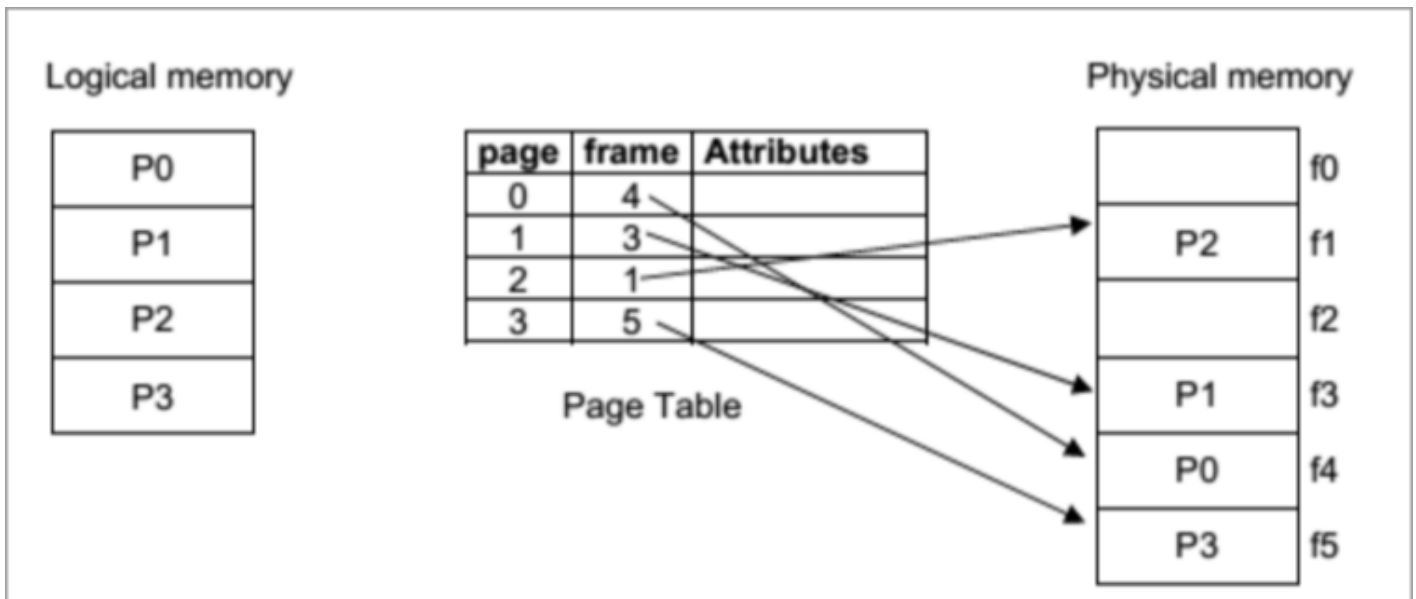 Logical memory
P0
P1
P2
P3
page frame Attributes
0 4
1 3
2 1
3 5
Page Table
Physical memory
f0
P2 f1
f2
P1 f3
P0 f4
P3 f5